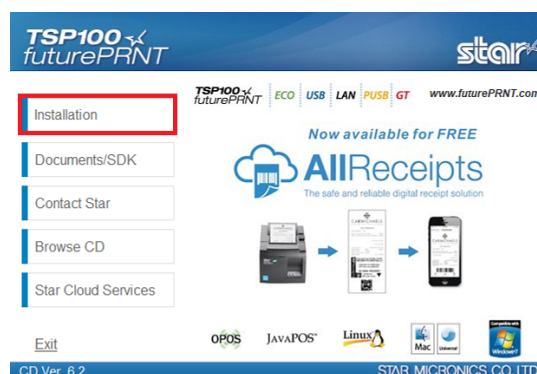 TSP100
futurePRNT
star
TSP100
futurePRNT
ECO USB LAN PUSB GT www.futurePRNT.com
Installation
Documents/SDK
Contact Star
Browse CD
Star Cloud Services
Exit
Now available for FREE
AllReceipts
The safe and reliable digital receipt solution
OPOS JAVAPOS Linux Mac Universal Windows7
CD Ver. 6.2 STAR MICRONICS CO. LTD